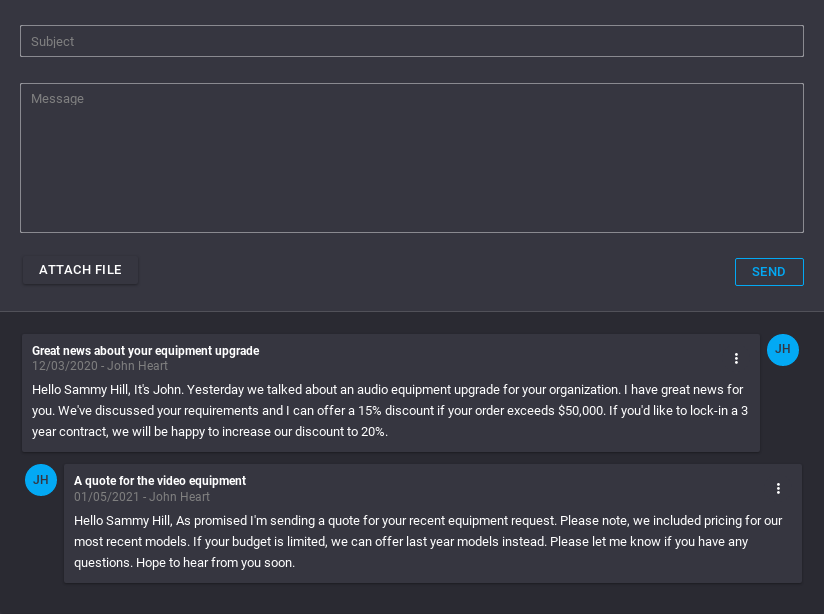 Subject
Message
ATTACH FILE
SEND
Great news about your equipment upgrade
12/03/2020 - John Heart
JH
Hello Sammy Hill, It's John. Yesterday we talked about an audio equipment upgrade for your organization. I have great news for
you. We've discussed your requirements and I can offer a 15% discount if your order exceeds $50,000. If you'd like to lock-in a 3
year contract, we will be happy to increase our discount to 20%.
JH
A quote for the video equipment
01/05/2021 - John Heart
Hello Sammy Hill, As promised I'm sending a quote for your recent equipment request. Please note, we included pricing for our
most recent models. If your budget is limited, we can offer last year models instead. Please let me know if you have any
questions. Hope to hear from you soon.